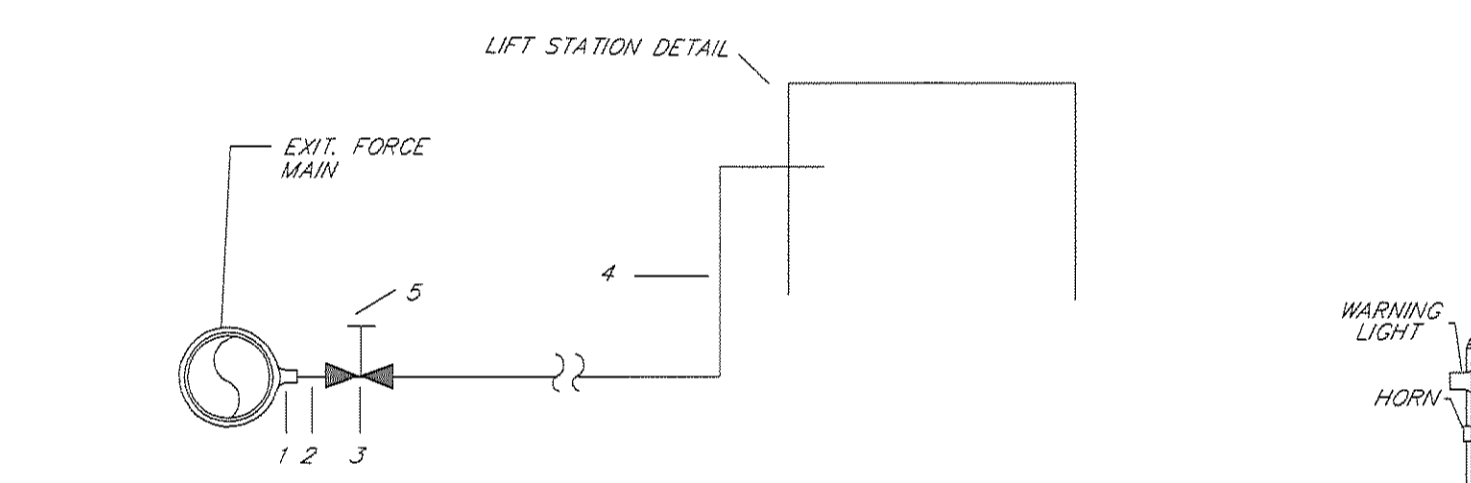 LIFT STATION DETAIL
EXIT. FORCE
MAIN
4
5
WARNING
LIGHT
HORN
1 2 3